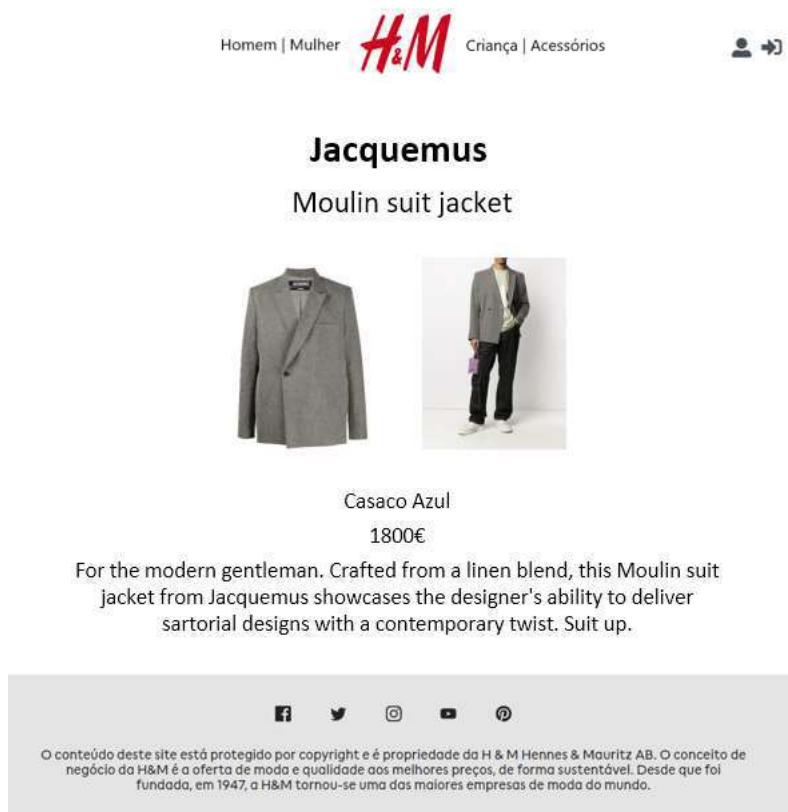 Homem | Mulher H&M Criança | Acessórios
Jacquemus
Moulin suit jacket
Casaco Azul
1800€
For the modern gentleman. Crafted from a linen blend, this Moulin suit
jacket from Jacquemus showcases the designer's ability to deliver
sartorial designs with a contemporary twist. Suit up.
O conteúdo deste site está protegido por copyright e é propriedade da H & M Hennes & Mauritz AB. O conceito de
negócio da H&M é a oferta de moda e qualidade aos melhores preços, de forma sustentável. Desde que foi
fundada, em 1947, a H&M tornou-se uma das maiores empresas de moda do mundo.